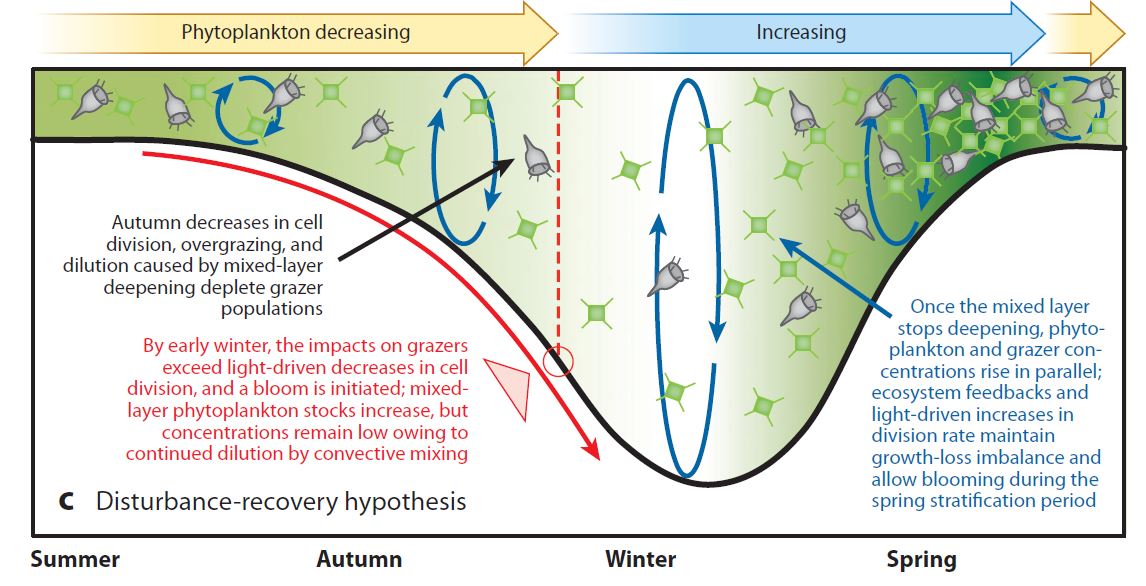 Phytoplankton decreasing
Increasing
Autumn decreases in cell
division, overgrazing, and
dilution caused by mixed-layer
deepening deplete grazer
populations
By early winter, the impacts on grazers
exceed light-driven decreases in cell
division, and a bloom is initiated; mixed-
layer phytoplankton stocks increase, but
concentrations remain low owing to
continued dilution by convective mixing
Once the mixed layer
stops deepening, phyto-
plankton and grazer con-
centrations rise in parallel;
ecosystem feedbacks and
light-driven increases in
division rate maintain
growth-loss imbalance and
allow blooming during the
spring stratification period
c Disturbance-recovery hypothesis
Summer
Autumn
Winter
Spring